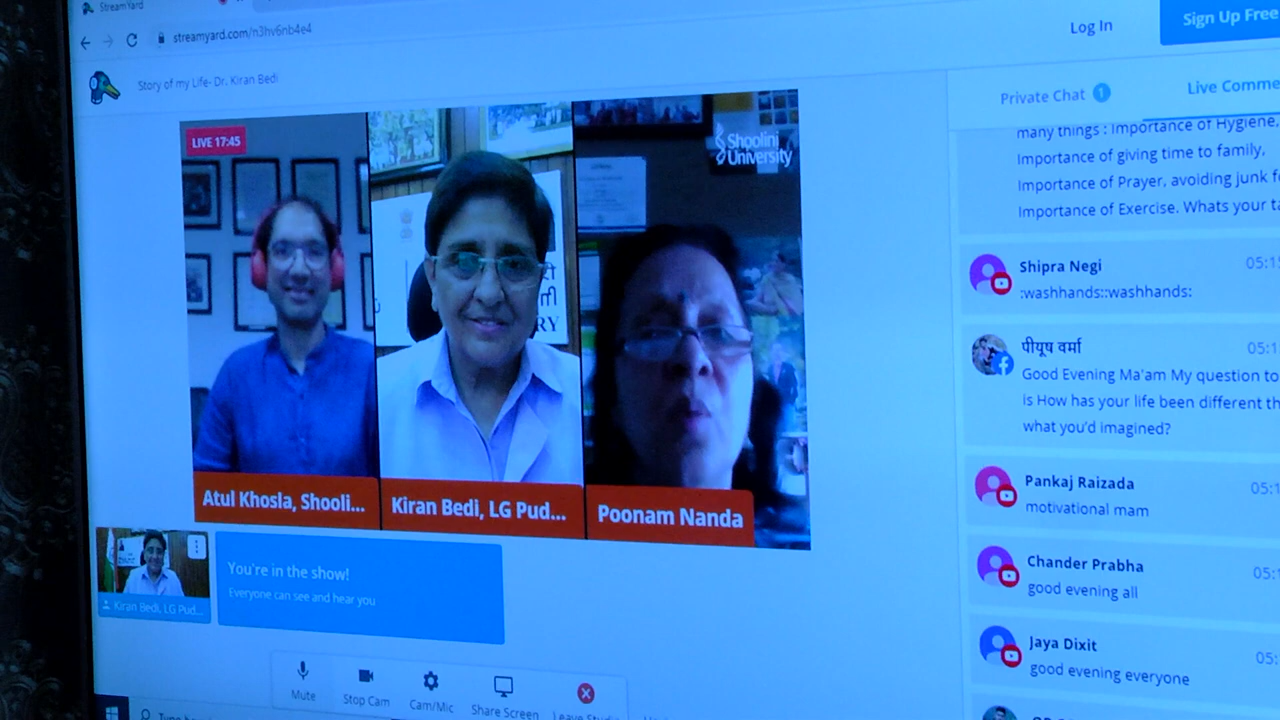 StreamYard
streamyard.com/n3hv6nb4e4
Log In
Sign Up Free
Story of my Life- Dr. Kiran Bedi
Private Chat 1
Live Comme
LIVE 17:45
Shoolini
University
RY
Atul Khosla, Shooli...
Kiran Bedi, LG Pud...
Poonam Nanda
many things : Importance of Hygiene,
Importance of giving time to family,
Importance of Prayer, avoiding junk f
Importance of Exercise. Whats your ta
Shipra Negi
:washhands::washhands:
पीयूष वर्मा
Good Evening Ma'am My question to
is How has your life been different th
what you'd imagined?
Pankaj Raizada
motivational mam
Chander Prabha
good evening all
Jaya Dixit
good evening everyone
Kiran Bedi, LG Pud...
You're in the show!
Everyone can see and hear you
Mute
Stop Cam
Cam/Mic
Share Screen
Leave Studi